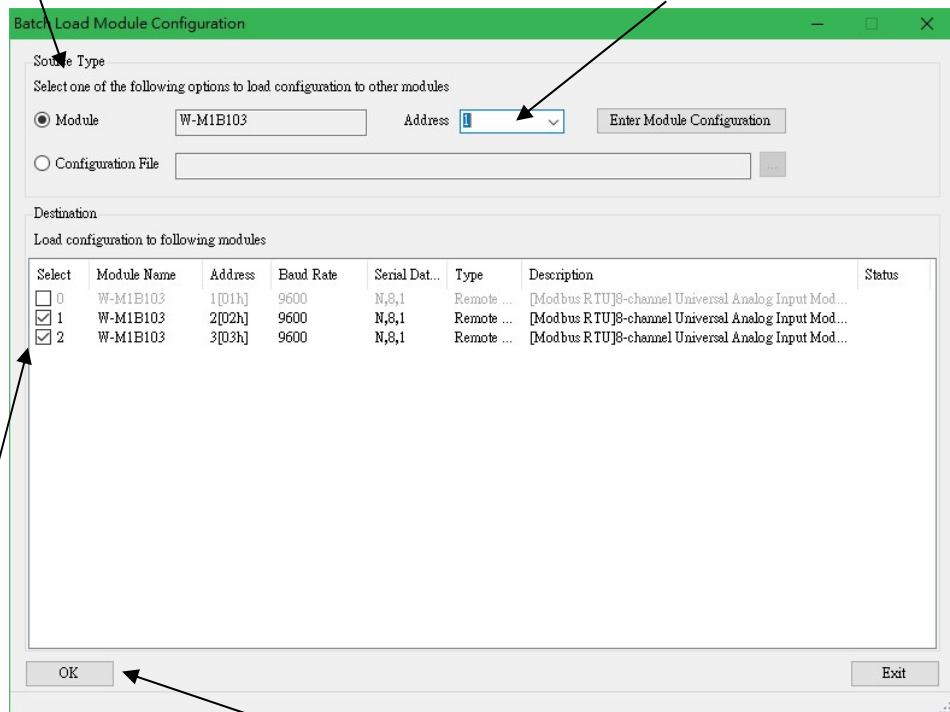 Batch Load Module Configuration
Source Type
Select one of the following options to load configuration to other modules
Module W-M1B103 Address 1 Enter Module Configuration
Configuration File ...
Destination
Load configuration to following modules
Select Module Name Address Baud Rate Serial Dat... Type Description Status
0 W-M1B103 1[01h] 9600 N,8,1 Remote ... [Modbus RTU]8-channel Universal Analog Input Mod...
1 W-M1B103 2[02h] 9600 N,8,1 Remote ... [Modbus RTU]8-channel Universal Analog Input Mod...
2 W-M1B103 3[03h] 9600 N,8,1 Remote ... [Modbus RTU]8-channel Universal Analog Input Mod...
OK Exit